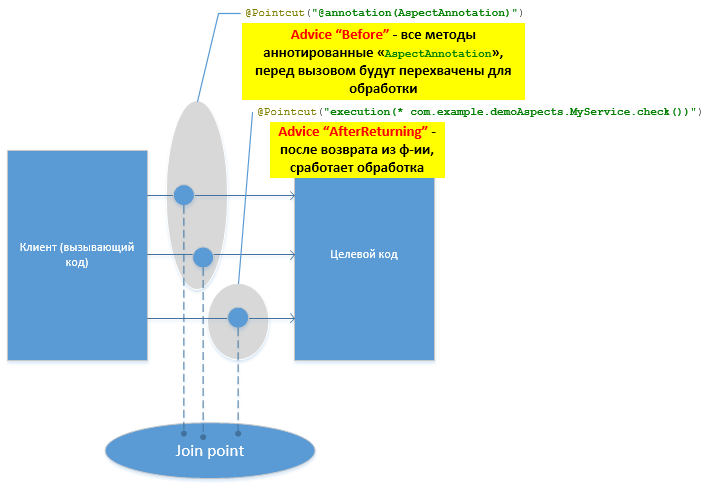 @Pointcut("@annotation(AspectAnnotation)")
Advice “Before” - все методы
аннотированные «AspectAnnotation»,
перед вызовом будут перехвачены для
обработки
@Pointcut("execution(* com.example.demoAspects.MyService.check())")
Advice “AfterReturning” -
после возврата из ф-ии,
сработает обработка
Клиент (вызывающий
код)
Целевой код
Join point